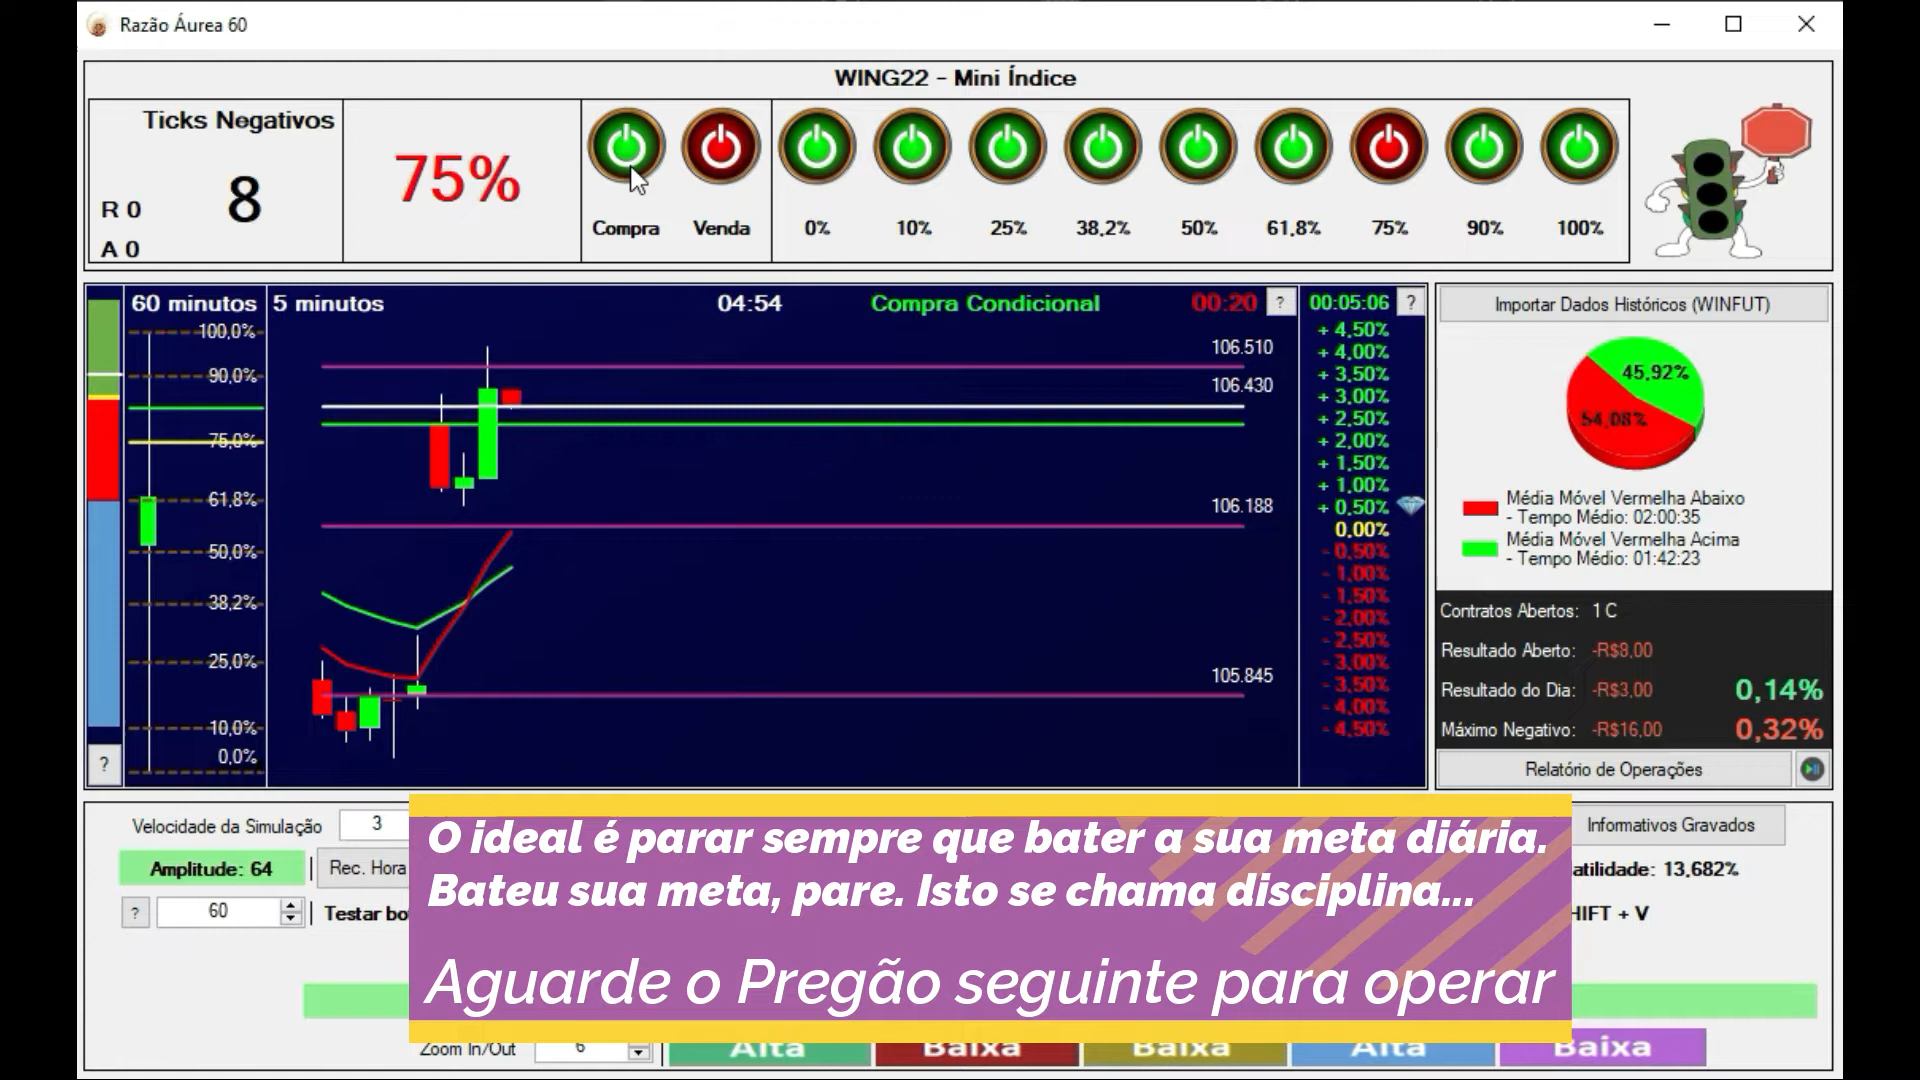 Razão Áurea 60
WING22 - Mini Índice
Ticks Negativos
8
R 0
A 0
75%
Compra
Venda
0%
10%
25%
38,2%
50%
61,8%
75%
90%
100%
60 minutos
5 minutos
04:54
Compra Condicional
00:20
?
00:05:06
?
100,0%
90,0%
75,0%
61,8%
50,0%
38,2%
25,0%
10,0%
0,0%
?
106.510
106.430
106.188
105.845
+ 4,50%
+ 4,00%
+ 3,50%
+ 3,00%
+ 2,50%
+ 2,00%
+ 1,50%
+ 1,00%
+ 0,50%
0,00%
- 0,50%
- 1,00%
- 1,50%
- 2,00%
- 2,50%
- 3,00%
- 3,50%
- 4,00%
- 4,50%
Importar Dados Históricos (WINFUT)
45,92%
54,08%
Média Móvel Vermelha Abaixo
- Tempo Médio: 02:00:35
Média Móvel Vermelha Acima
- Tempo Médio: 01:42:23
Contratos Abertos: 1 C
Resultado Aberto: -R$8,00
Resultado do Dia: -R$3,00 0,14%
Máximo Negativo: -R$16,00 0,32%
Relatório de Operações
Velocidade da Simulação 3
Amplitude: 64
Rec. Hora
? 60
Testar bo
Informativos Gravados
atilidade: 13,682%
HIFT + V
O ideal é parar sempre que bater a sua meta diária.
Bateu sua meta, pare. Isto se chama disciplina...
Aguarde o Pregão seguinte para operar
Zoom In/Out 6
Alta
Baixa
Baixa
Alta
Baixa